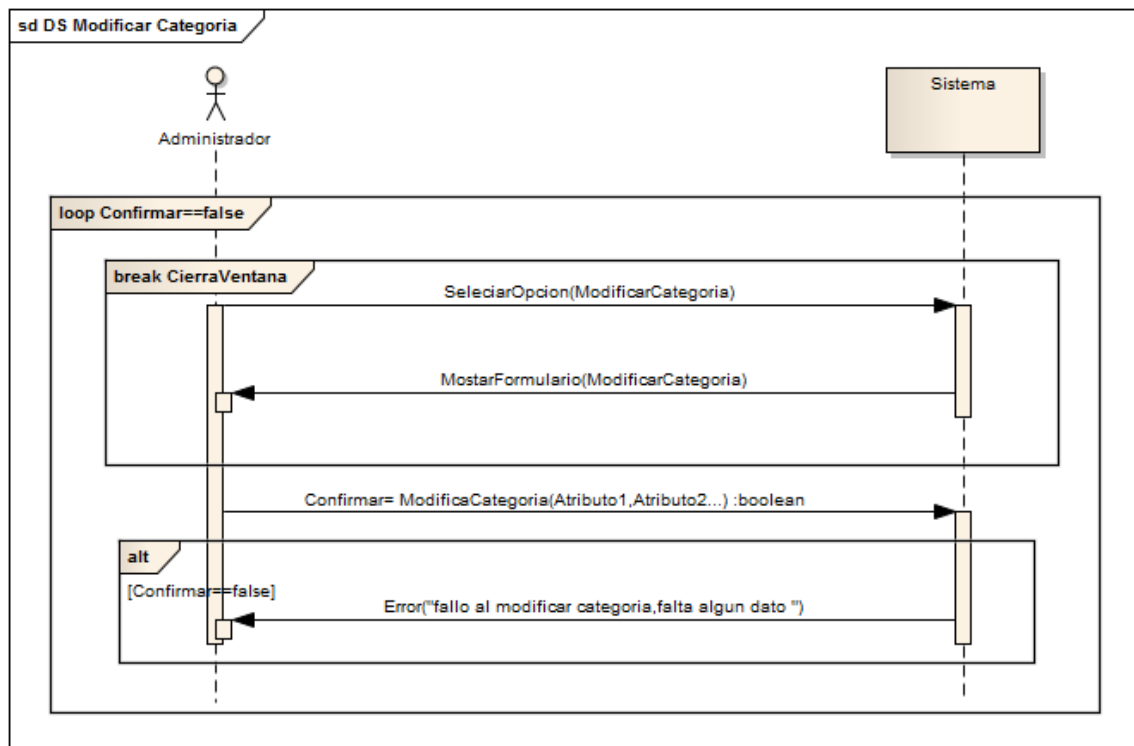 sd DS Modificar Categoria
Administrador
Sistema
loop Confirmar==false
break CierraVentana
SeleciarOpcion(ModificarCategoria)
MostarFormulario(ModificarCategoria)
Confirmar= ModificaCategoria(Atributo1,Atributo2...) :boolean
alt
[Confirmar==false]
Error("fallo al modificar categoria,falta algun dato ")